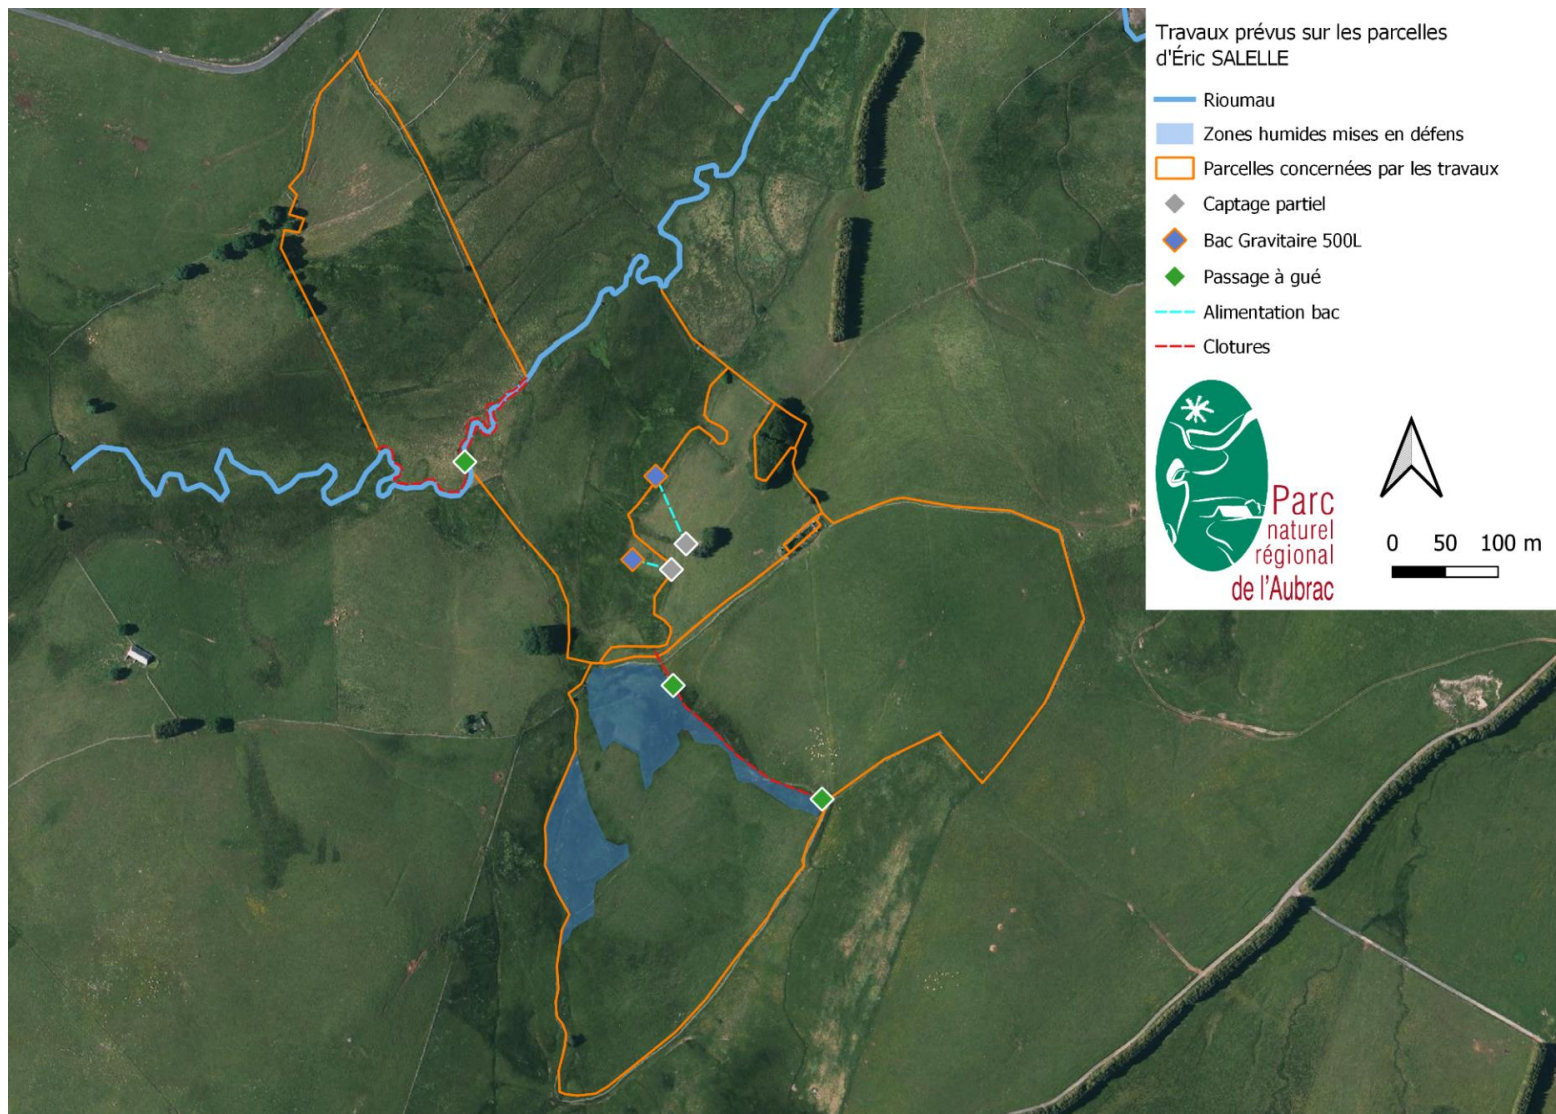 Travaux prévus sur les parcelles
d'Éric SALELLE
Rioumau
Zones humides mises en défens
Parcelles concernées par les travaux
Captage partiel
Bac Gravitaire 500L
Passage à gué
Alimentation bac
Clotures
Parc
naturel
régional
de l'Aubrac
0 50 100 m